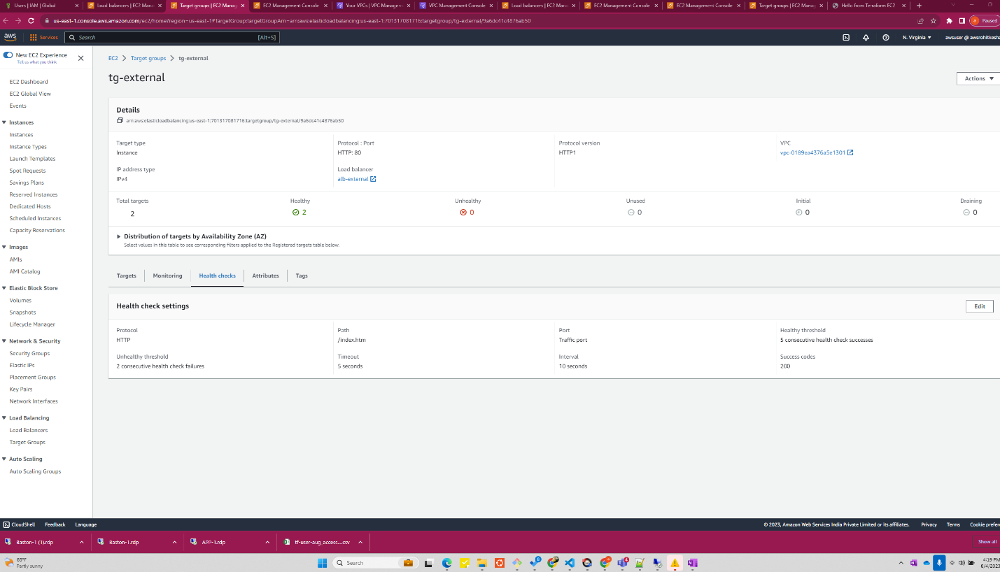 Users | IAM | Global
Load balancers | EC2 Mana
Target groups | EC2 Manag
EC2 Management Console
Your VPCs | VPC Managem
VPC Management Console
Load balancers | EC2 Mana
EC2 Management Console
EC2 Management Console
Target groups | EC2 Manag
Hello from Terraform EC2
us-east-1.console.aws.amazon.com/ec2/home?region=us-east-1#TargetGroup:targetGroupArn=arn:aws:elasticloadbalancing:us-east-1:701317081716:targetgroup/tg-external/9a6dc41c4876ab50
Paused
aws
Services
Search
[Alt+S]
N. Virginia
awsuser @ awsrohitkesha
New EC2 Experience
Tell us what you think
EC2 Dashboard
EC2 Global View
Events
Instances
Instances
Instance Types
Launch Templates
Spot Requests
Savings Plans
Reserved Instances
Dedicated Hosts
Scheduled Instances
Capacity Reservations
Images
AMIs
AMI Catalog
Elastic Block Store
Volumes
Snapshots
Lifecycle Manager
Network & Security
Security Groups
Elastic IPs
Placement Groups
Key Pairs
Network Interfaces
Load Balancing
Load Balancers
Target Groups
Auto Scaling
Auto Scaling Groups
EC2 > Target groups > tg-external
tg-external
Actions
Details
arn:aws:elasticloadbalancing:us-east-1:701317081716:targetgroup/tg-external/9a6dc41c4876ab50
Target type
Instance
Protocol : Port
HTTP: 80
Protocol version
HTTP1
VPC
vpc-0189ea4376a5e1301
IP address type
IPv4
Load balancer
alb-external
Total targets
2
Healthy
2
Unhealthy
0
Unused
0
Initial
0
Draining
0
Distribution of targets by Availability Zone (AZ)
Select values in this table to see corresponding filters applied to the Registered targets table below.
Targets
Monitoring
Health checks
Attributes
Tags
Health check settings
Edit
Protocol
HTTP
Path
/index.htm
Port
Traffic port
Healthy threshold
5 consecutive health check successes
Unhealthy threshold
2 consecutive health check failures
Timeout
5 seconds
Interval
10 seconds
Success codes
200
CloudShell
Feedback
Language
© 2023, Amazon Web Services India Private Limited or its affiliates.
Privacy
Terms
Cookie prefere
Baston-1 (1).rdp
Baston-1.rdp
APP-1.rdp
tf-user-aug_access....csv
Show all
85°F
Partly sunny
Search
4:19 PM
8/4/2023